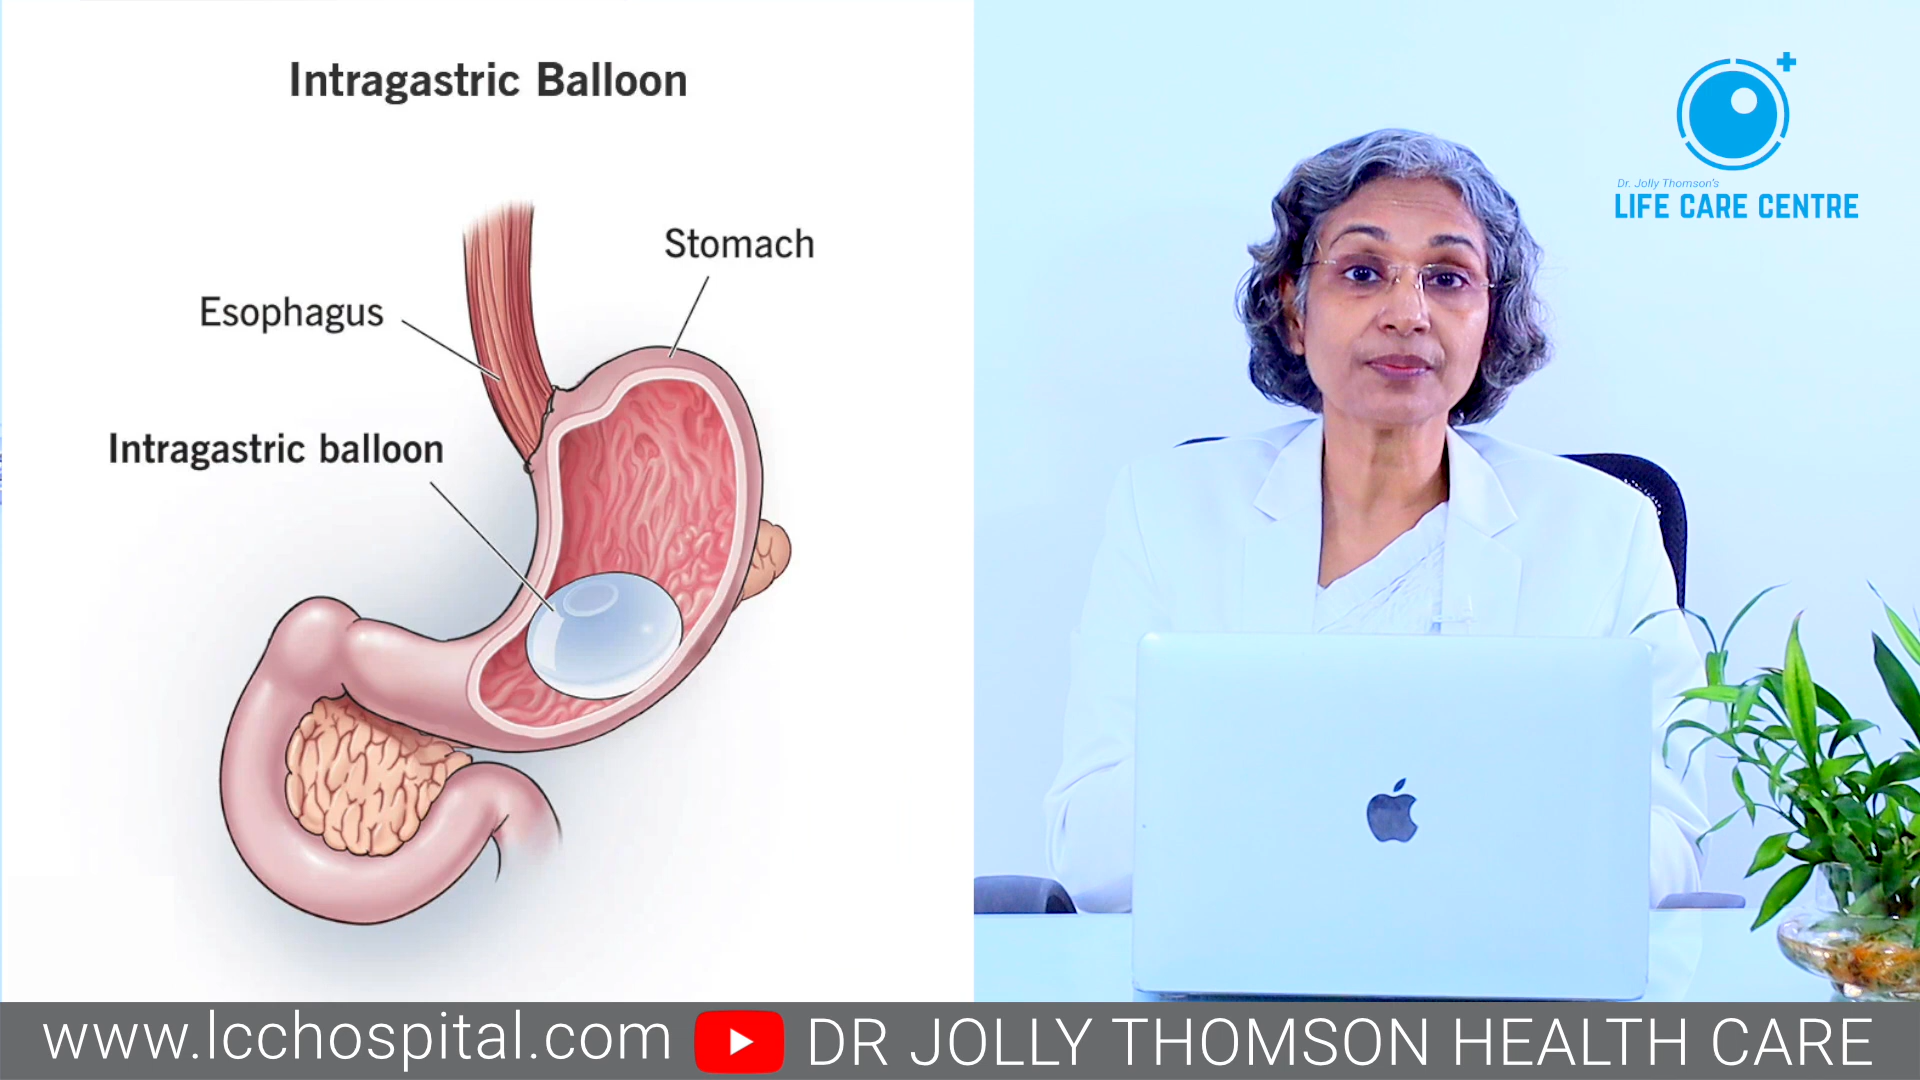 Intragastric Balloon
Stomach
Esophagus
Intragastric balloon
Dr. Jolly Thomson's
LIFE CARE CENTRE
www.lcchospital.com
DR JOLLY THOMSON HEALTH CARE